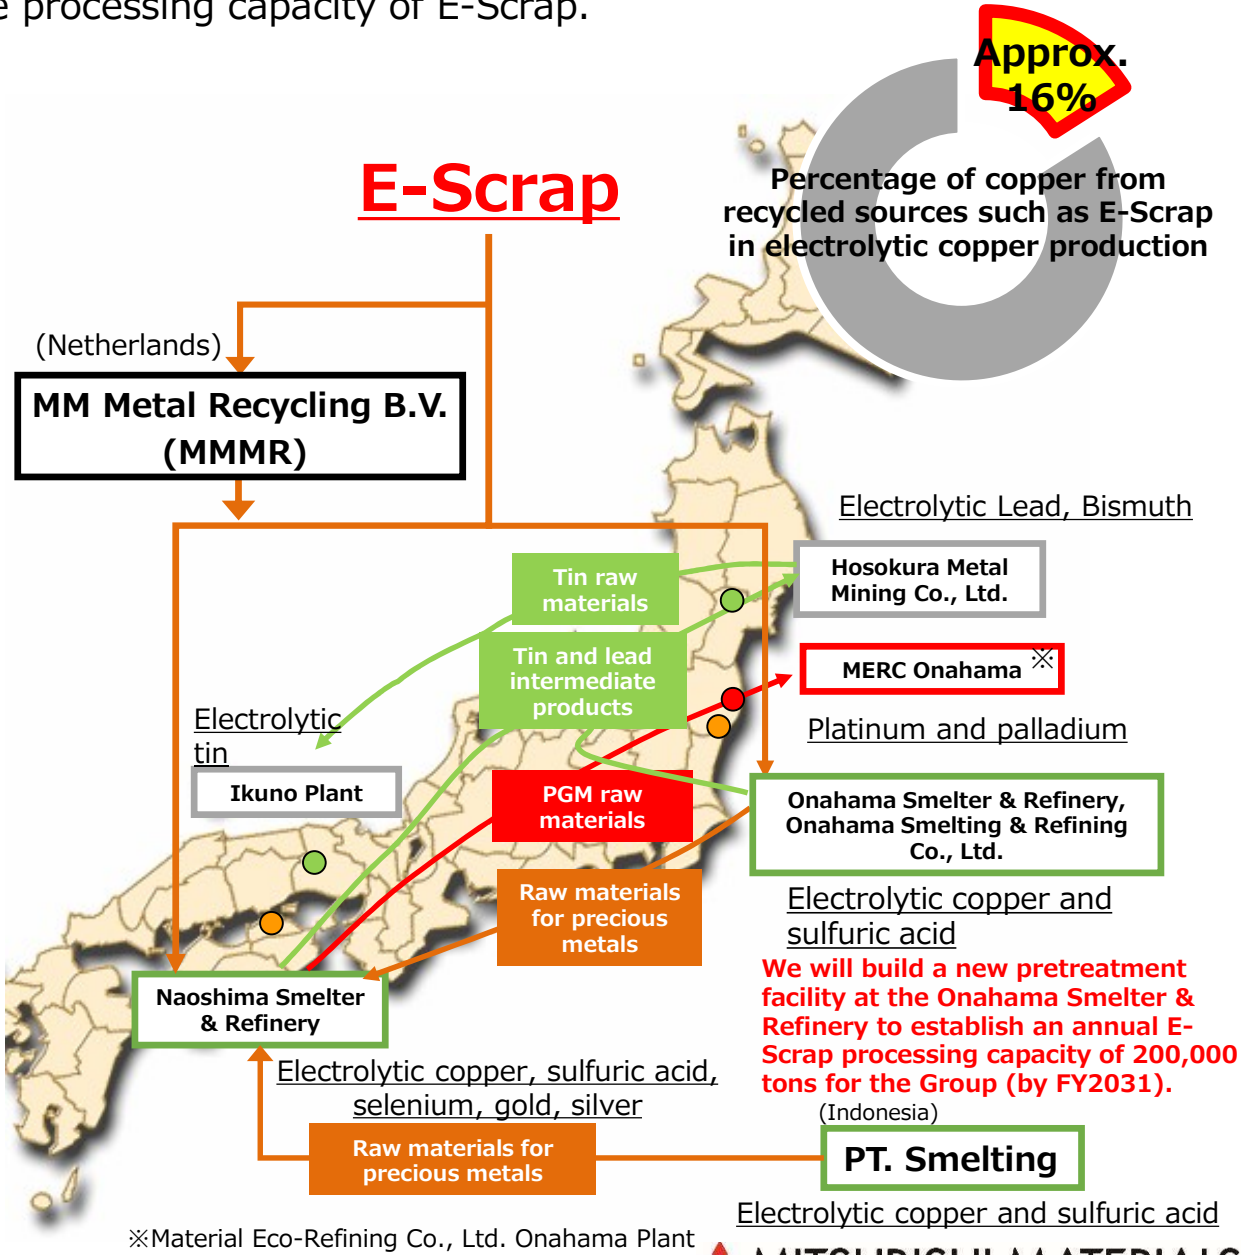 e processing capacity of E-Scrap.
Approx.
16%
Percentage of copper from
recycled sources such as E-Scrap
in electrolytic copper production
E-Scrap
(Netherlands)
MM Metal Recycling B.V.
(MMMR)
Electrolytic Lead, Bismuth
Hosokura Metal
Mining Co., Ltd.
Tin raw
materials
Tin and lead
intermediate
products
MERC Onahama ※
Platinum and palladium
Electrolytic
tin
Ikuno Plant
PGM raw
materials
Onahama Smelter & Refinery,
Onahama Smelting & Refining
Co., Ltd.
Raw materials
for precious
metals
Electrolytic copper and
sulfuric acid
We will build a new pretreatment
facility at the Onahama Smelter &
Refinery to establish an annual E-
Scrap processing capacity of 200,000
tons for the Group (by FY2031).
Naoshima Smelter
& Refinery
Electrolytic copper, sulfuric acid,
selenium, gold, silver
Raw materials for
precious metals
(Indonesia)
PT. Smelting
Electrolytic copper and sulfuric acid
※Material Eco-Refining Co., Ltd. Onahama Plant
MITSUBISHI MATERIALS